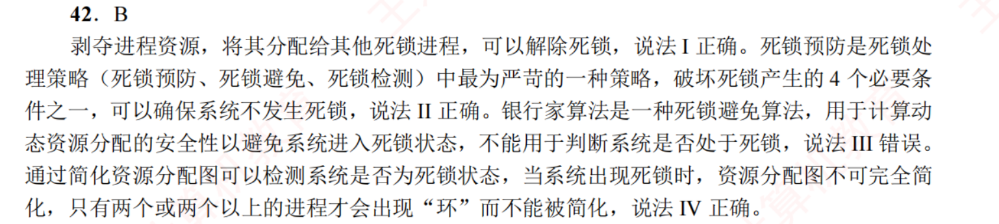 42．B
剥夺进程资源，将其分配给其他死锁进程，可以解除死锁，说法 I 正确。死锁预防是死锁处
理策略（死锁预防、死锁避免、死锁检测）中最为严苛的一种策略，破坏死锁产生的 4 个必要条
件之一，可以确保系统不发生死锁，说法 II 正确。银行家算法是一种死锁避免算法，用于计算动
态资源分配的安全性以避免系统进入死锁状态，不能用于判断系统是否处于死锁，说法 III 错误。
通过简化资源分配图可以检测系统是否为死锁状态，当系统出现死锁时，资源分配图不可完全简
化，只有两个或两个以上的进程才会出现“环”而不能被简化，说法 IV 正确。